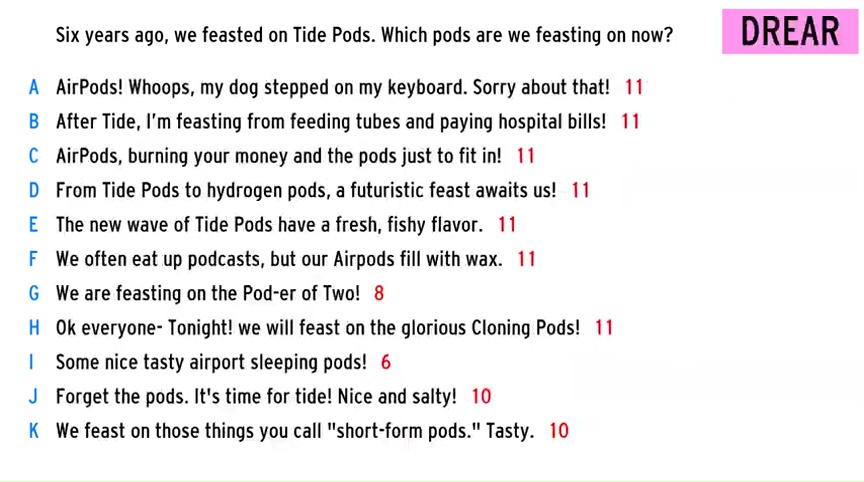 Six years ago, we feasted on Tide Pods. Which pods are we feasting on now?
DREAR
A AirPods! Whoops, my dog stepped on my keyboard. Sorry about that! 11
B After Tide, I'm feasting from feeding tubes and paying hospital bills! 11
C AirPods, burning your money and the pods just to fit in! 11
D From Tide Pods to hydrogen pods, a futuristic feast awaits us! 11
E The new wave of Tide Pods have a fresh, fishy flavor. 11
F We often eat up podcasts, but our Airpods fill with wax. 11
G We are feasting on the Pod-er of Two! 8
H Ok everyone- Tonight! we will feast on the glorious Cloning Pods! 11
I Some nice tasty airport sleeping pods! 6
J Forget the pods. It's time for tide! Nice and salty! 10
K We feast on those things you call "short-form pods." Tasty. 10